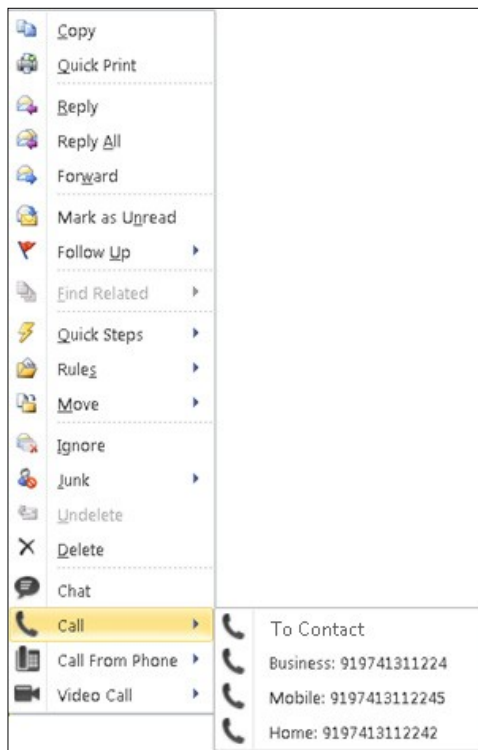 Copy
Quick Print
Reply
Reply All
Forward
Mark as Unread
Follow Up
Find Related
Quick Steps
Rules
Move
Ignore
Junk
Undelete
Delete
Chat
Call
Call From Phone
Video Call
To Contact
Business: 919741311224
Mobile: 9197413112245
Home: 9197413112242